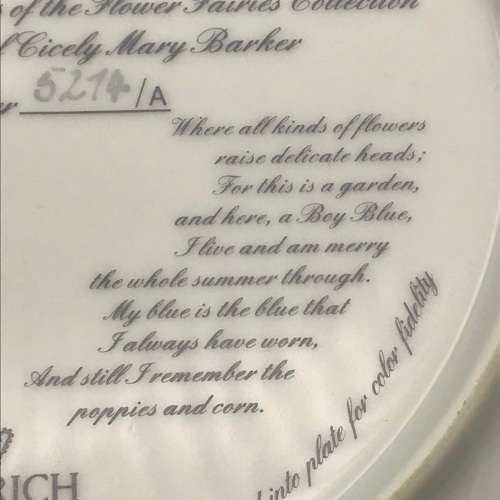 of the Flower Fairies Collection
Cicely Mary Barker
5214/A
Where all kinds of flowers
raise delicate heads;
For this is a garden,
and here, a Boy Blue,
I live and am merry
the whole summer through.
My blue is the blue that
I always have worn,
And still I remember the
poppies and corn.
RICH
into plate for color fidelity